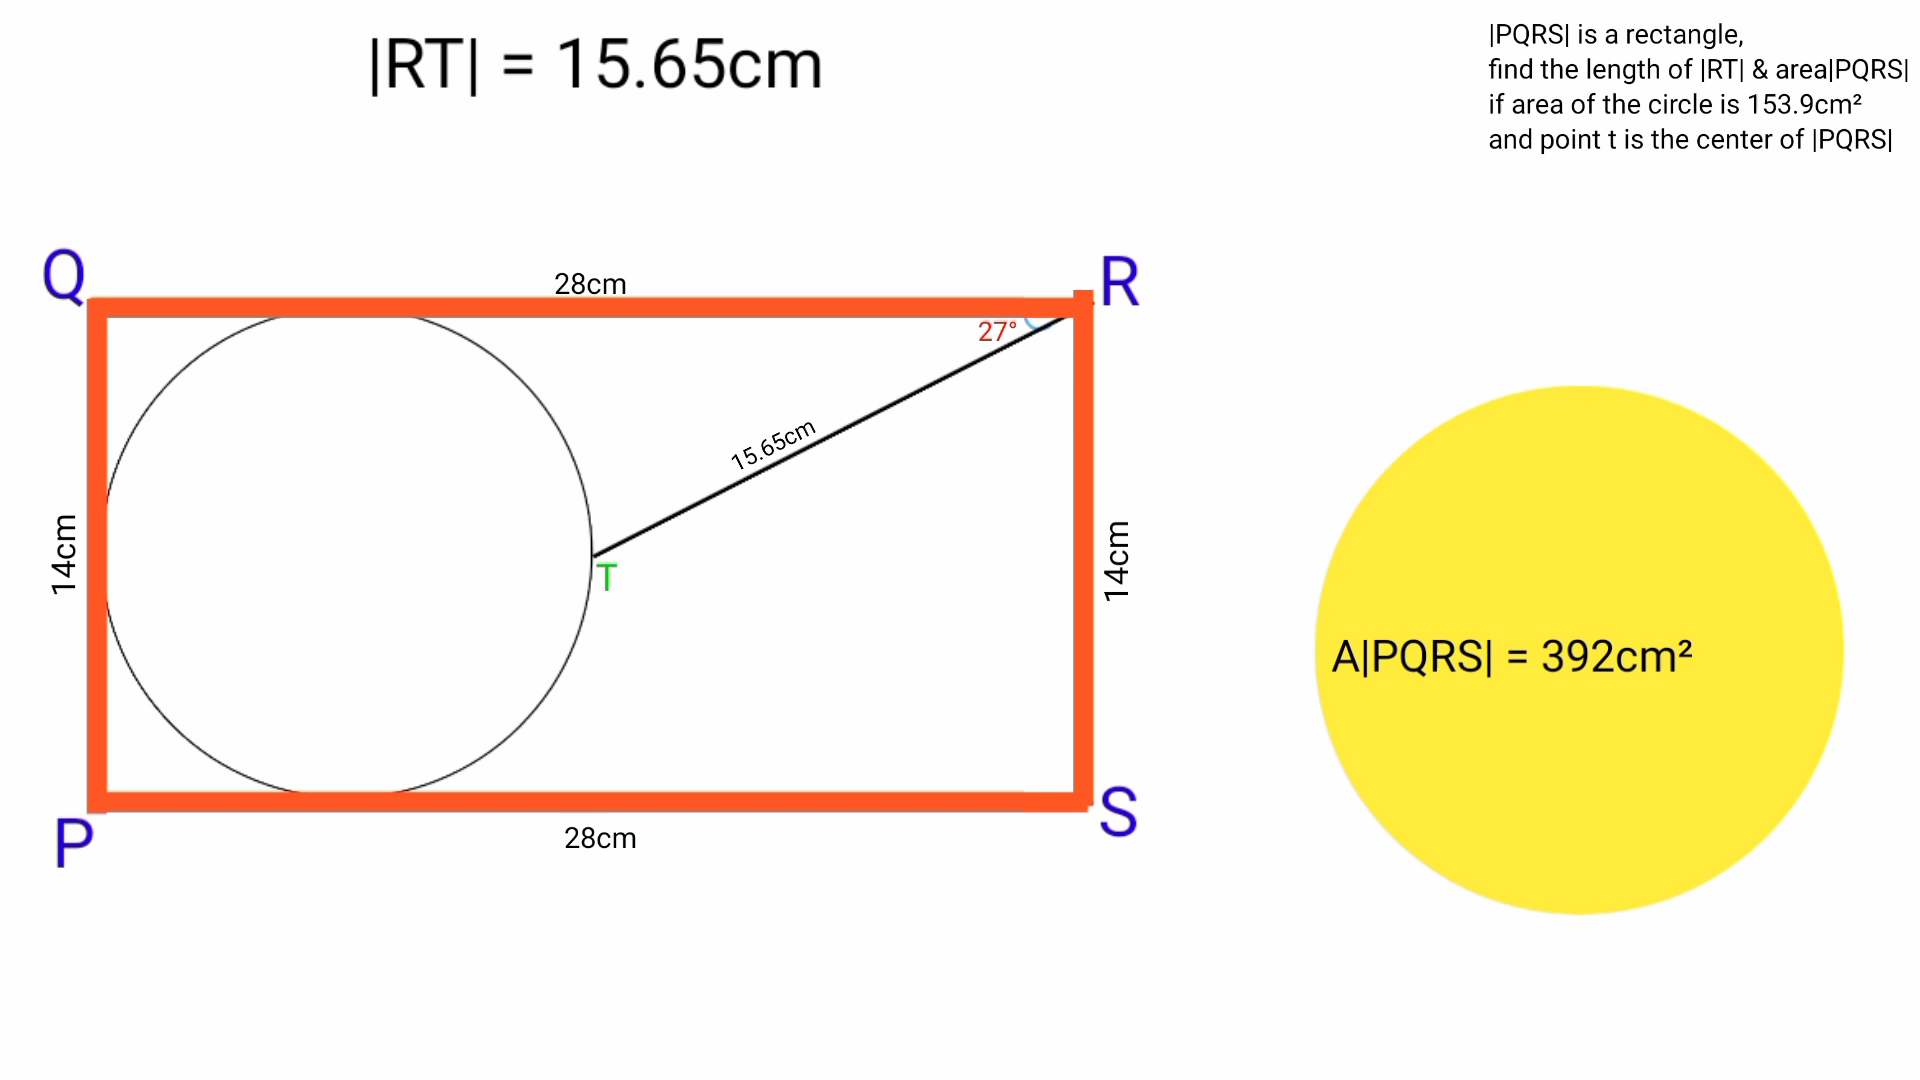 |RT| = 15.65cm
|PQRS| is a rectangle,
find the length of |RT| & area|PQRS|
if area of the circle is 153.9cm²
and point t is the center of |PQRS|
Q
28cm
R
27°
15.65cm
14cm
T
14cm
A|PQRS| = 392cm²
P
28cm
S